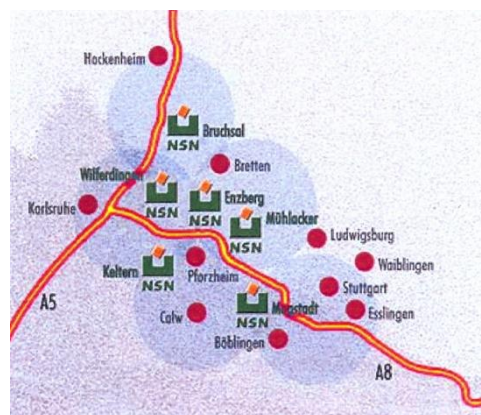 Hockenheim
Bruchsal
NSN
Bretten
Wilferdingen
NSN
Enzberg
NSN
Karlsruhe
Mühlacker
NSN
Ludwigsburg
Keltern
NSN
Pforzheim
Waiblingen
Stuttgart
A5
Calw
NSN
Esslingen
Böblingen
A8